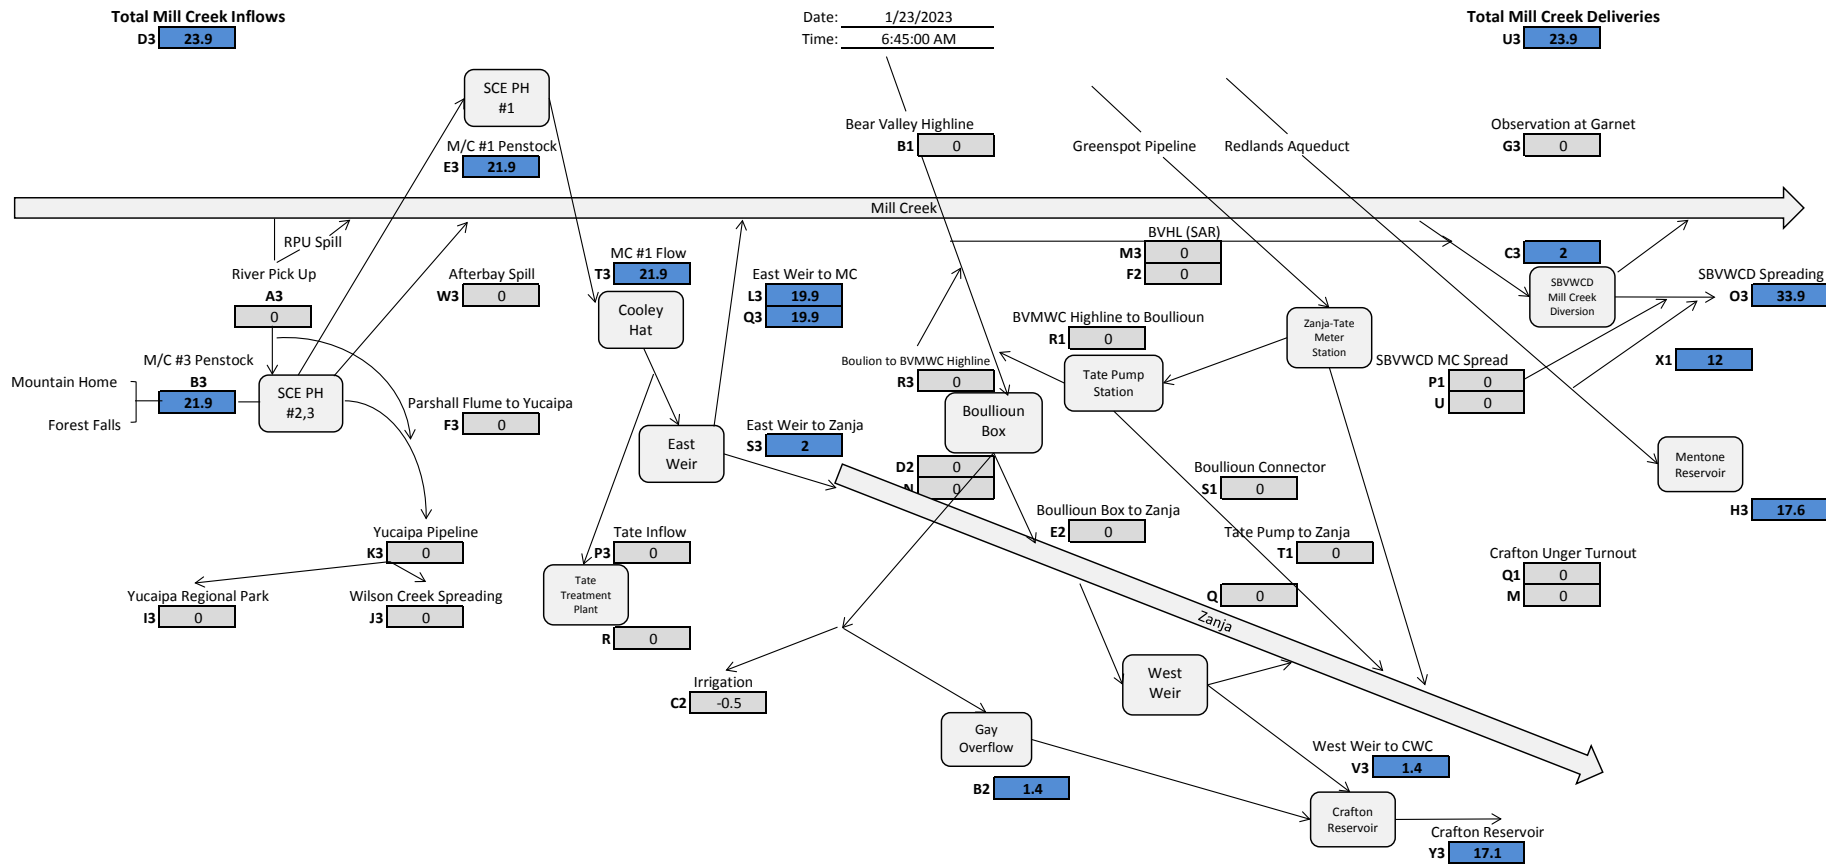 Total Mill Creek Inflows
D3 23.9
Date: 1/23/2023
Time: 6:45:00 AM
Total Mill Creek Deliveries
U3 23.9
SCE PH
#1
M/C #1 Penstock
E3 21.9
Bear Valley Highline
B1 0
Greenspot Pipeline
Redlands Aqueduct
Observation at Garnet
G3 0
Mill Creek
RPU Spill
River Pick Up
A3
0
Afterbay Spill
W3 0
MC #1 Flow
T3 21.9
Cooley
Hat
East Weir to MC
L3 19.9
Q3 19.9
BVHL (SAR)
M3 0
F2 0
C3 2
SBVWCD
Mill Creek
Diversion
SBVWCD Spreading
O3 33.9
BVMWC Highline to Boullioun
R1 0
Zanja-Tate
Meter
Station
Boulion to BVMWC Highline
R3 0
Tate Pump
Station
SBVWCD MC Spread
P1 0
U 0
X1 12
M/C #3 Penstock
B3
21.9
Mountain Home
Forest Falls
SCE PH
#2,3
Parshall Flume to Yucaipa
F3 0
East
Weir
East Weir to Zanja
S3 2
Boullioun
Box
D2 0
N 0
Boullioun Connector
S1 0
Mentone
Reservoir
H3 17.6
Boullioun Box to Zanja
E2 0
Tate Pump to Zanja
T1 0
Yucaipa Pipeline
K3 0
Tate Inflow
P3 0
Crafton Unger Turnout
Q1 0
M 0
Yucaipa Regional Park
I3 0
Wilson Creek Spreading
J3 0
Tate
Treatment
Plant
R 0
Q 0
Zanja
Irrigation
C2 -0.5
West
Weir
Gay
Overflow
B2 1.4
West Weir to CWC
V3 1.4
Crafton
Reservoir
Crafton Reservoir
Y3 17.1